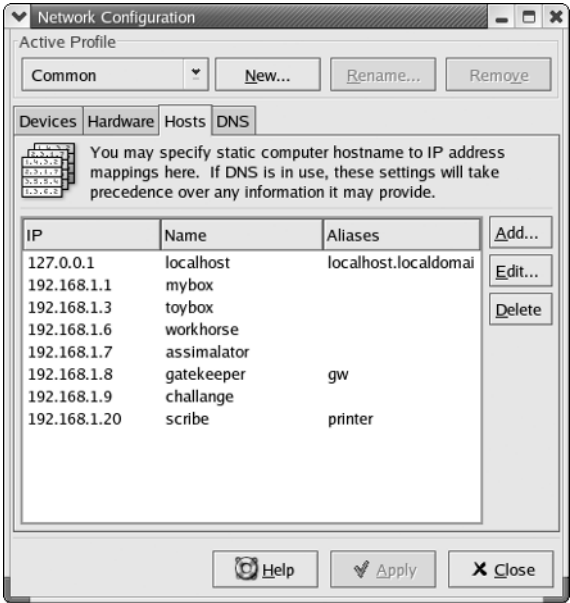 Network Configuration
Active Profile
Common New... Rename... Remove
Devices Hardware Hosts DNS
You may specify static computer hostname to IP address
mappings here. If DNS is in use, these settings will take
precedence over any information it may provide.
IP Name Aliases
127.0.0.1 localhost localhost.localdomai
192.168.1.1 mybox
192.168.1.3 toybox
192.168.1.6 workhorse
192.168.1.7 assimalator
192.168.1.8 gatekeeper gw
192.168.1.9 challange
192.168.1.20 scribe printer
Add...
Edit...
Delete
Help Apply Close